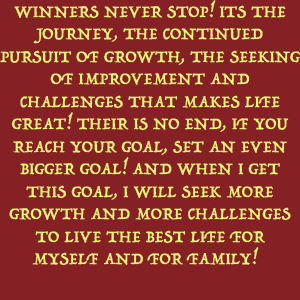 WINNERS NEVER STOP! ITS THE
JOURNEY, THE CONTINUED
PURSUIT OF GROWTH, THE SEEKING
OF IMPROVEMENT AND
CHALLENGES THAT MAKES LIFE
GREAT! THEIR IS NO END, IF YOU
REACH YOUR GOAL, SET AN EVEN
BIGGER GOAL! AND WHEN I GET
THIS GOAL, I WILL SEEK MORE
GROWTH AND MORE CHALLENGES
TO LIVE THE BEST LIFE FOR
MYSELF AND FOR FAMILY!